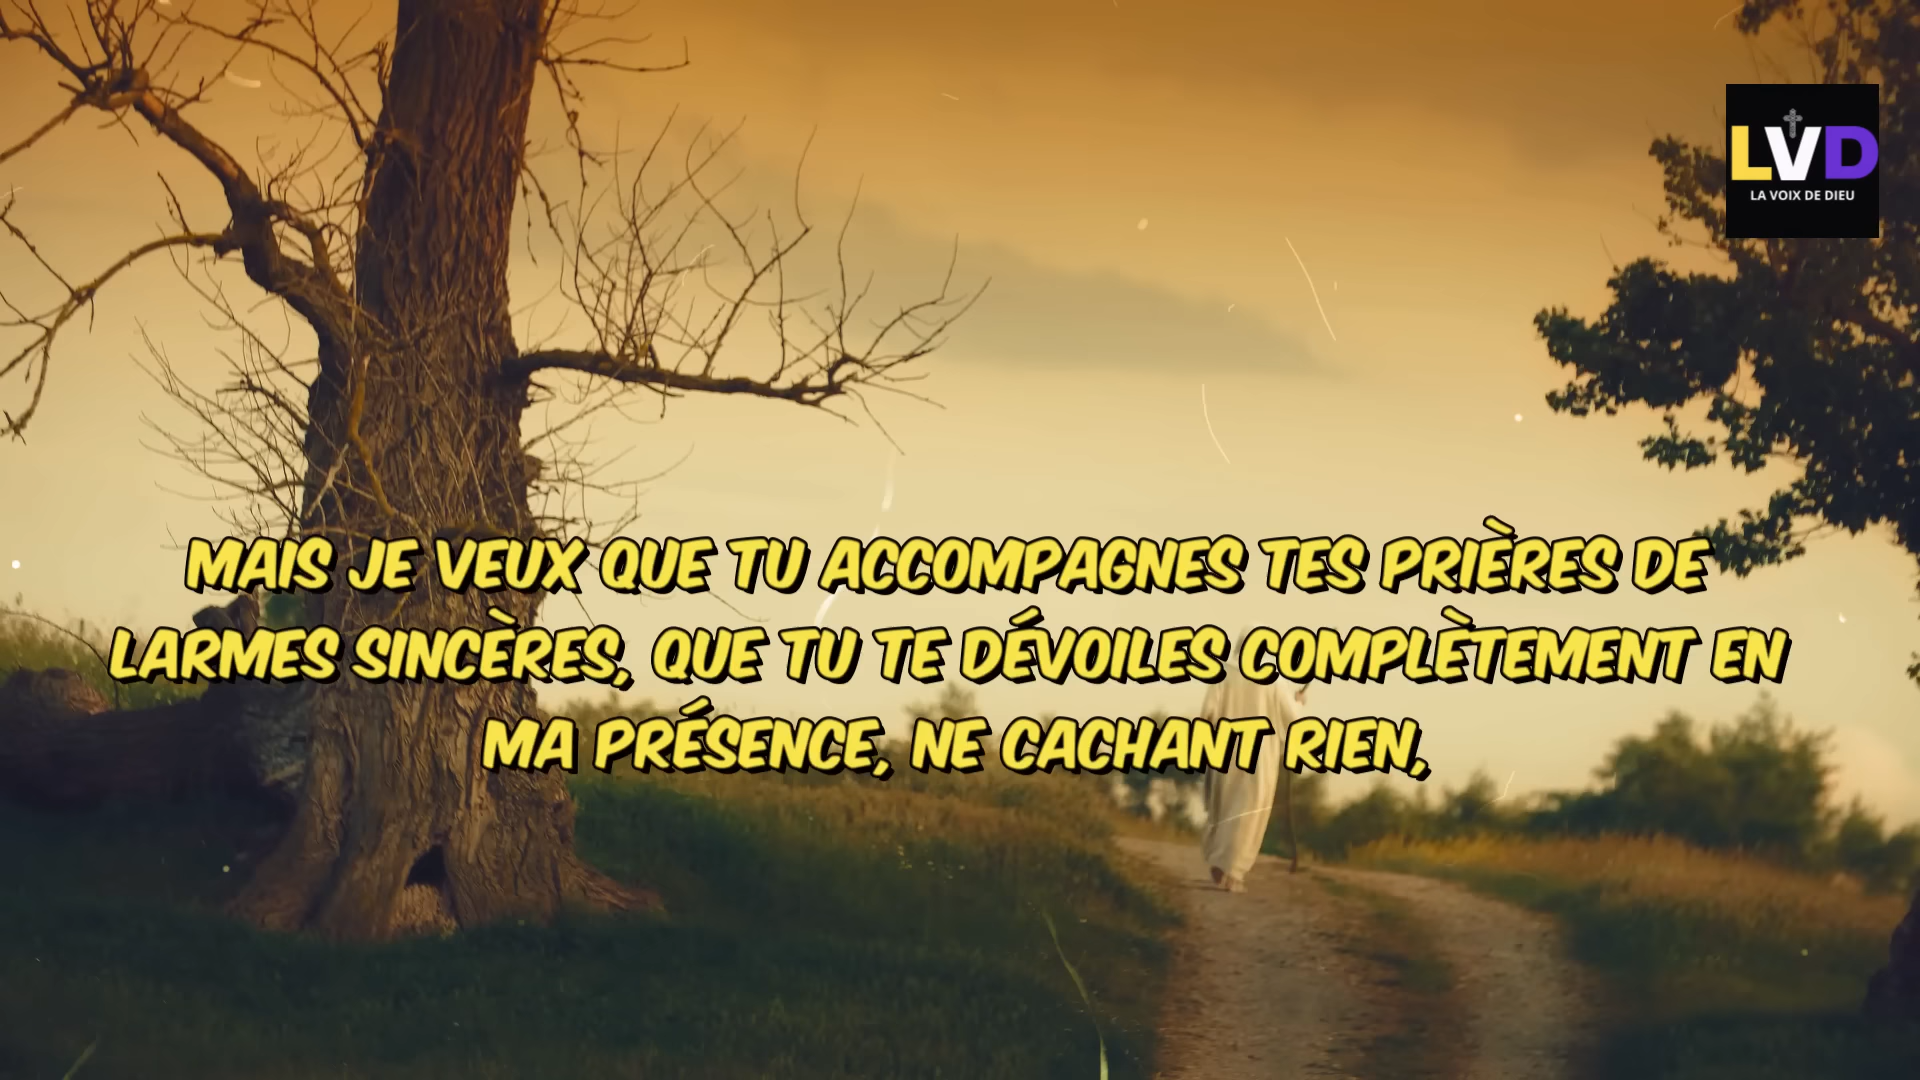 LVD
LA VOIX DE DIEU
MAIS JE VEUX QUE TU ACCOMPAGNES TES PRIÈRES DE
LARMES SINCÈRES, QUE TU TE DÉVOILES COMPLÈTEMENT EN
MA PRÉSENCE, NE CACHANT RIEN,